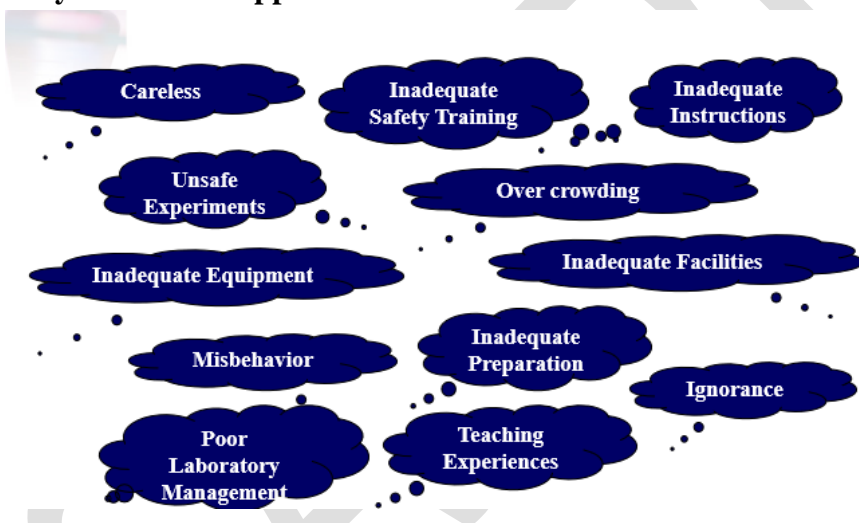 Careless
Inadequate
Safety Training
Inadequate
Instructions
Unsafe
Experiments
Over crowding
Inadequate Equipment
Inadequate Facilities
Misbehavior
Inadequate
Preparation
Ignorance
Poor
Laboratory
Management
Teaching
Experiences